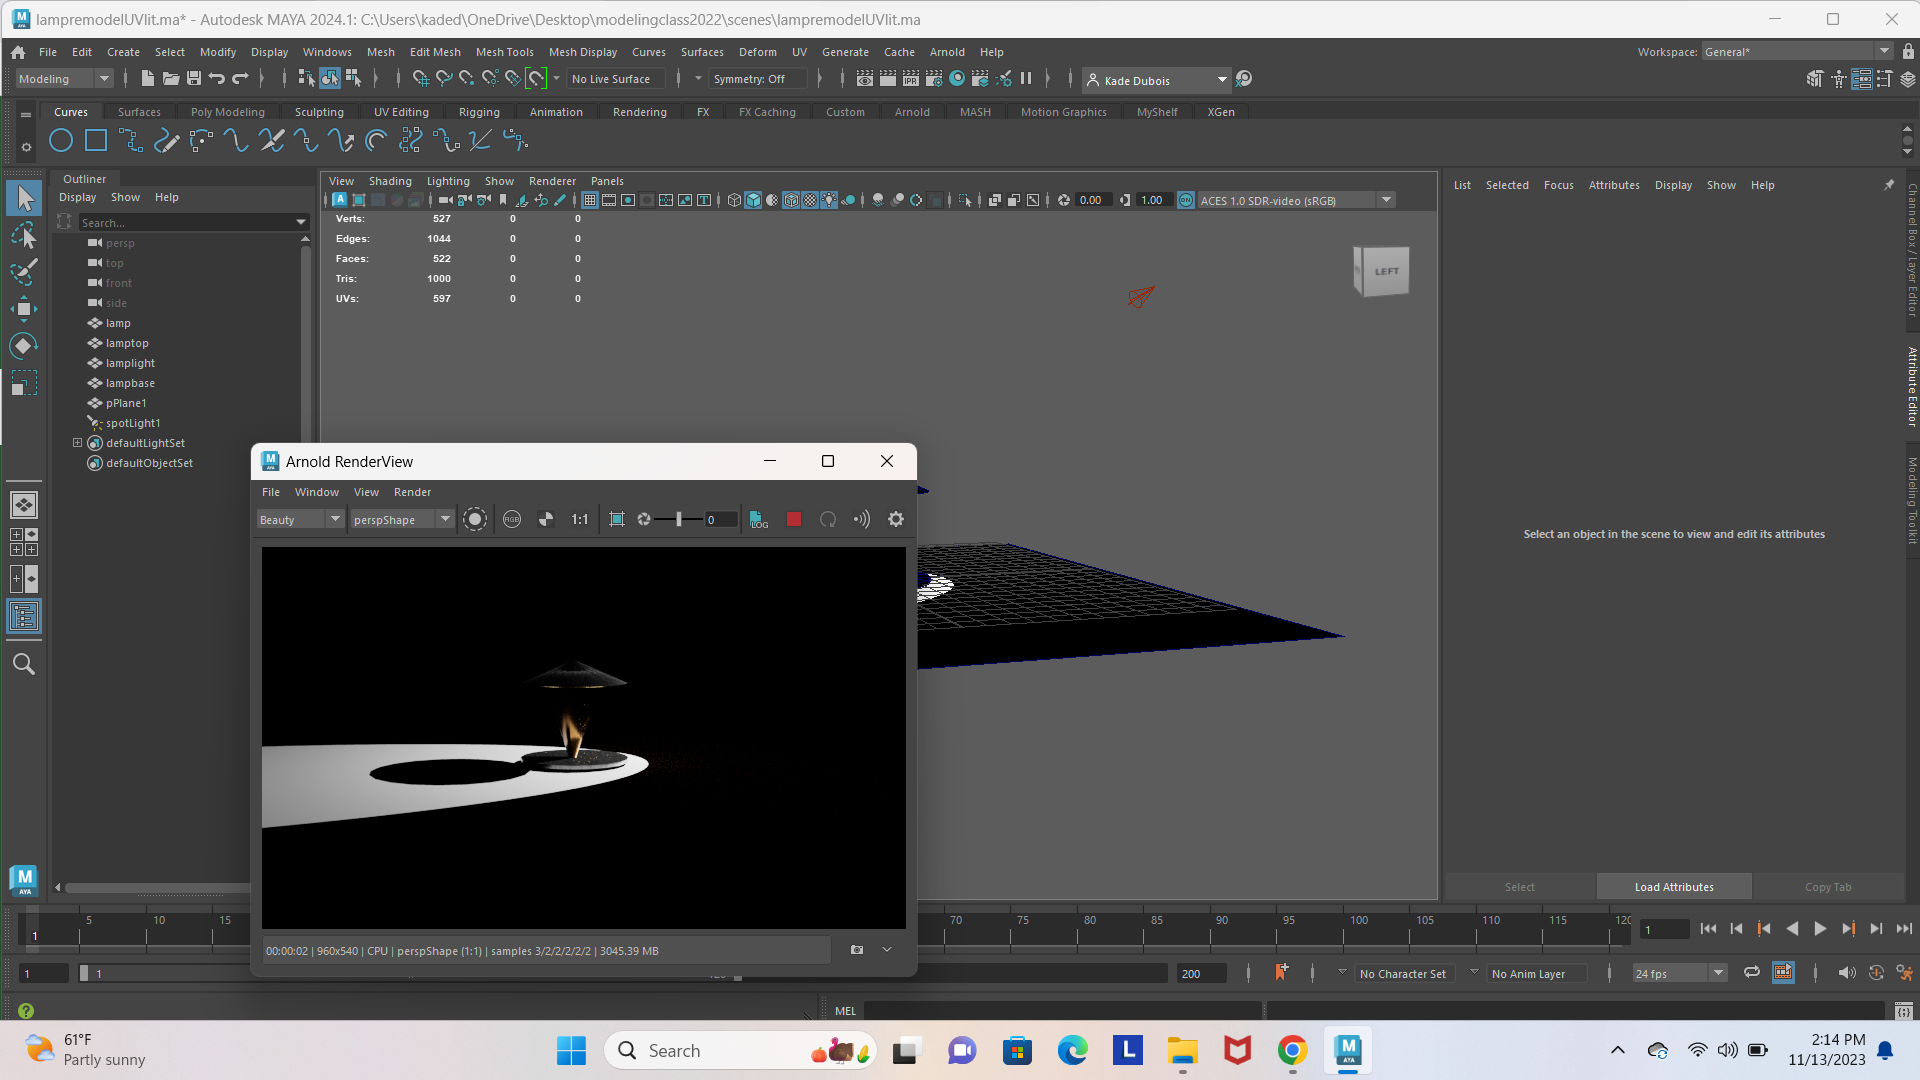 lampremodelUVlit.ma* - Autodesk MAYA 2024.1: C:\Users\kaded\OneDrive\Desktop\modelingclass2022\scenes\lampremodelUVlit.ma
File Edit Create Select Modify Display Windows Mesh Edit Mesh Mesh Tools Mesh Display Curves Surfaces Deform UV Generate Cache Arnold Help
Workspace: General*
Modeling
No Live Surface
Symmetry: Off
Kade Dubois
IPR
Curves Surfaces Poly Modeling Sculpting UV Editing Rigging Animation Rendering FX FX Caching Custom Arnold MASH Motion Graphics MyShelf XGen
Outliner
Display Show Help
Search...
persp
top
front
side
lamp
lamptop
lamplight
lampbase
pPlane1
spotLight1
defaultLightSet
defaultObjectSet
View Shading Lighting Show Renderer Panels
0.00
1.00
ON
ACES 1.0 SDR-video (sRGB)
Verts: 527 0 0
Edges: 1044 0 0
Faces: 522 0 0
Tris: 1000 0 0
UVs: 597 0 0
LEFT
List Selected Focus Attributes Display Show Help
Select an object in the scene to view and edit its attributes
Select
Load Attributes
Copy Tab
Channel Box / Layer Editor
Attribute Editor
Modeling Toolkit
Arnold RenderView
File Window View Render
Beauty
perspShape
RGB
1:1
0
LOG
00:00:02 | 960x540 | CPU | perspShape (1:1) | samples 3/2/2/2/2/2 | 3045.39 MB
M
AYA
5 10 15 70 75 80 85 90 95 100 105 110 115 120
1
1
1
1
120
200
No Character Set
No Anim Layer
24 fps
MEL
61°F
Partly sunny
Search
L
M
AYA
2:14 PM
11/13/2023